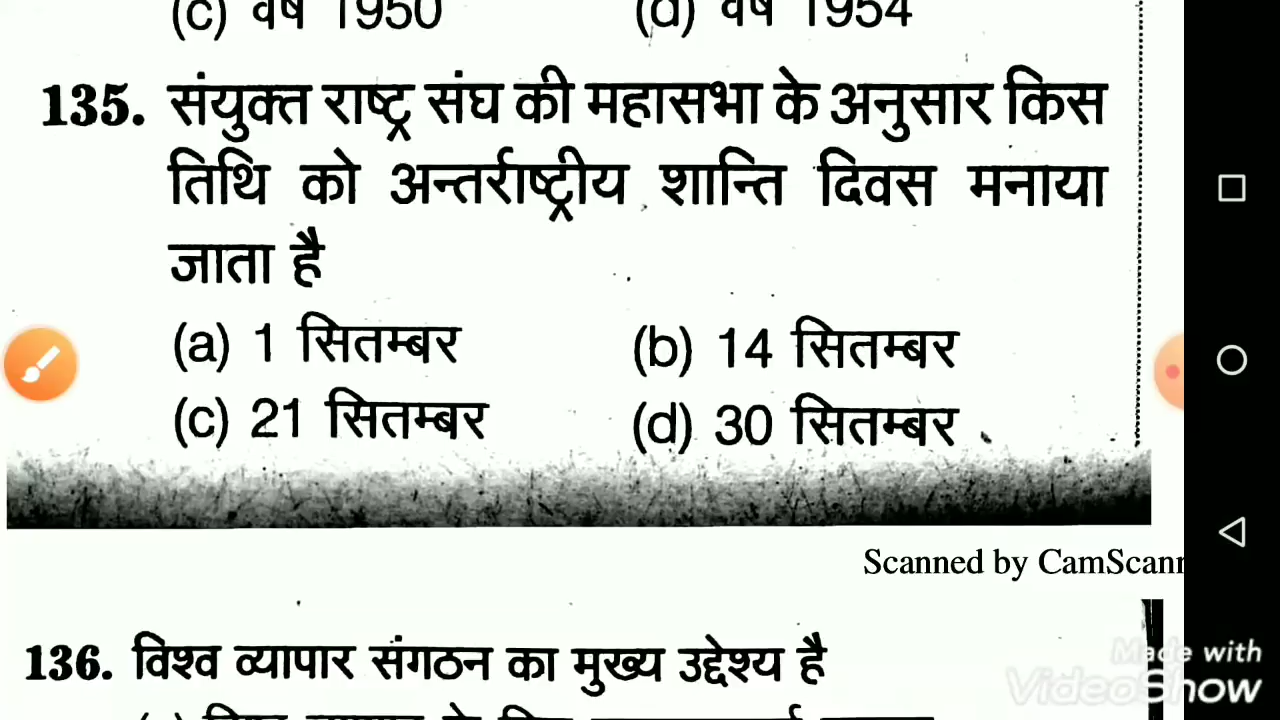 (c) वर्ष 1950 (d) वर्ष 1954
135. संयुक्त राष्ट्र संघ की महासभा के अनुसार किस
तिथि को अन्तर्राष्ट्रीय शान्ति दिवस मनाया
जाता है
(a) 1 सितम्बर (b) 14 सितम्बर
(c) 21 सितम्बर (d) 30 सितम्बर
Scanned by CamScann
136. विश्व व्यापार संगठन का मुख्य उद्देश्य है
Made with
VideoShow